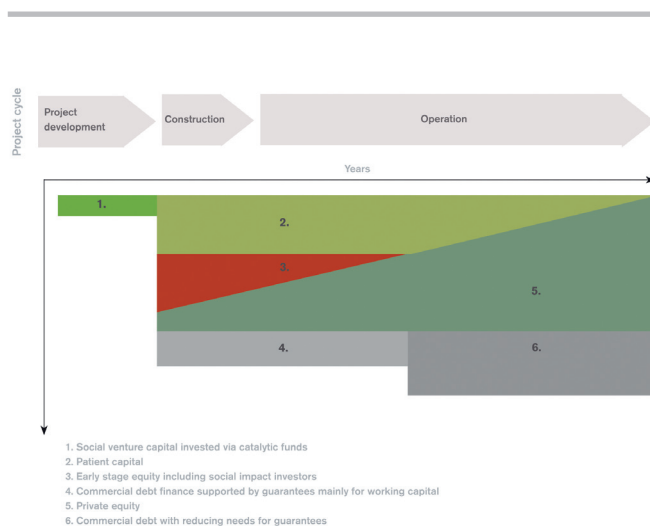 Project cycle
Project
development
Construction
Operation
Years
1.
2.
3.
5.
4.
6.
1. Social venture capital invested via catalytic funds
2. Patient capital
3. Early stage equity including social impact investors
4. Commercial debt finance supported by guarantees mainly for working capital
5. Private equity
6. Commercial debt with reducing needs for guarantees